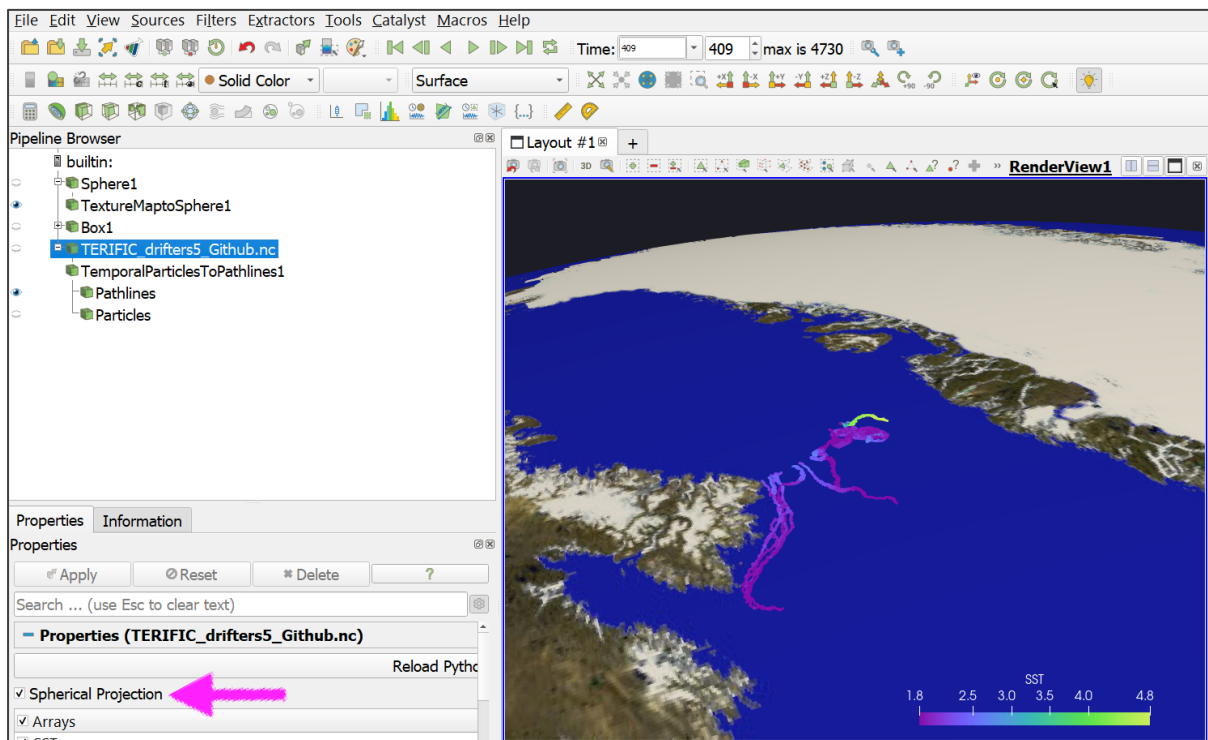 File Edit View Sources Filters Extractors Tools Catalyst Macros Help
Time: 409 409 max is 4730
Solid Color Surface +X -X +Y -Y +Z -Z +90 -90
Pipeline Browser
builtin:
Sphere1
TextureMaptoSphere1
Box1
TERIFIC_drifters5_Github.nc
TemporalParticlesToPathlines1
Pathlines
Particles
Properties Information
Properties
Apply Reset Delete ?
Search ... (use Esc to clear text)
Properties (TERIFIC_drifters5_Github.nc)
Reload Pytho
Spherical Projection
Arrays
Layout #1 +
3D RenderView1
SST
1.8 2.5 3.0 3.5 4.0 4.8